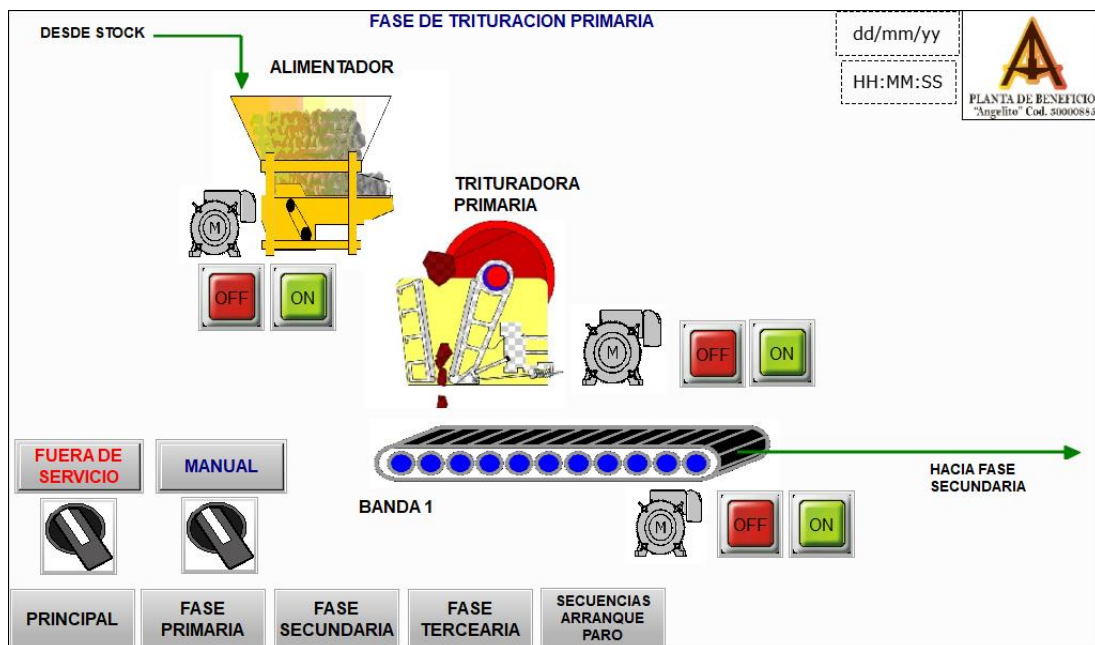 FASE DE TRITURACION PRIMARIA
DESDE STOCK
dd/mm/yy
HH:MM:SS
PLANTA DE BENEFICIO
"Angelito" Cod. 30000885
ALIMENTADOR
M
OFF
ON
TRITURADORA
PRIMARIA
M
OFF
ON
FUERA DE
SERVICIO
MANUAL
BANDA 1
HACIA FASE
SECUNDARIA
M
OFF
ON
PRINCIPAL
FASE
PRIMARIA
FASE
SECUNDARIA
FASE
TERCEARIA
SECUENCIAS
ARRANQUE
PARO